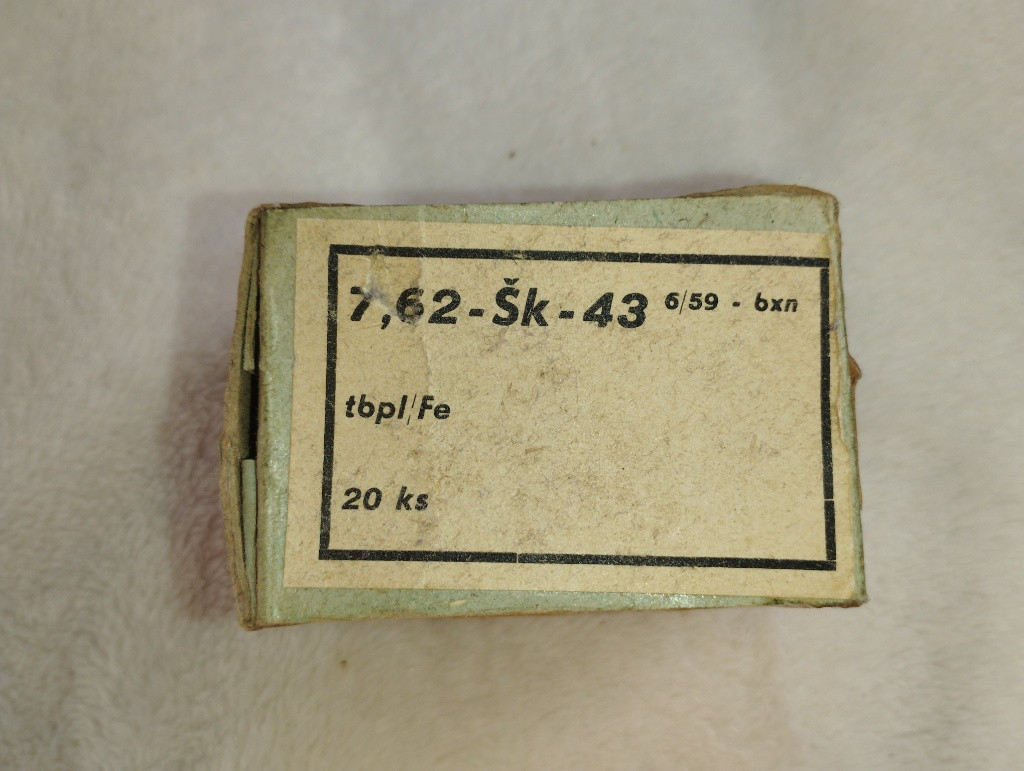 7,62-Šk-43 6/59 - bxn
tbpl/Fe
20 ks